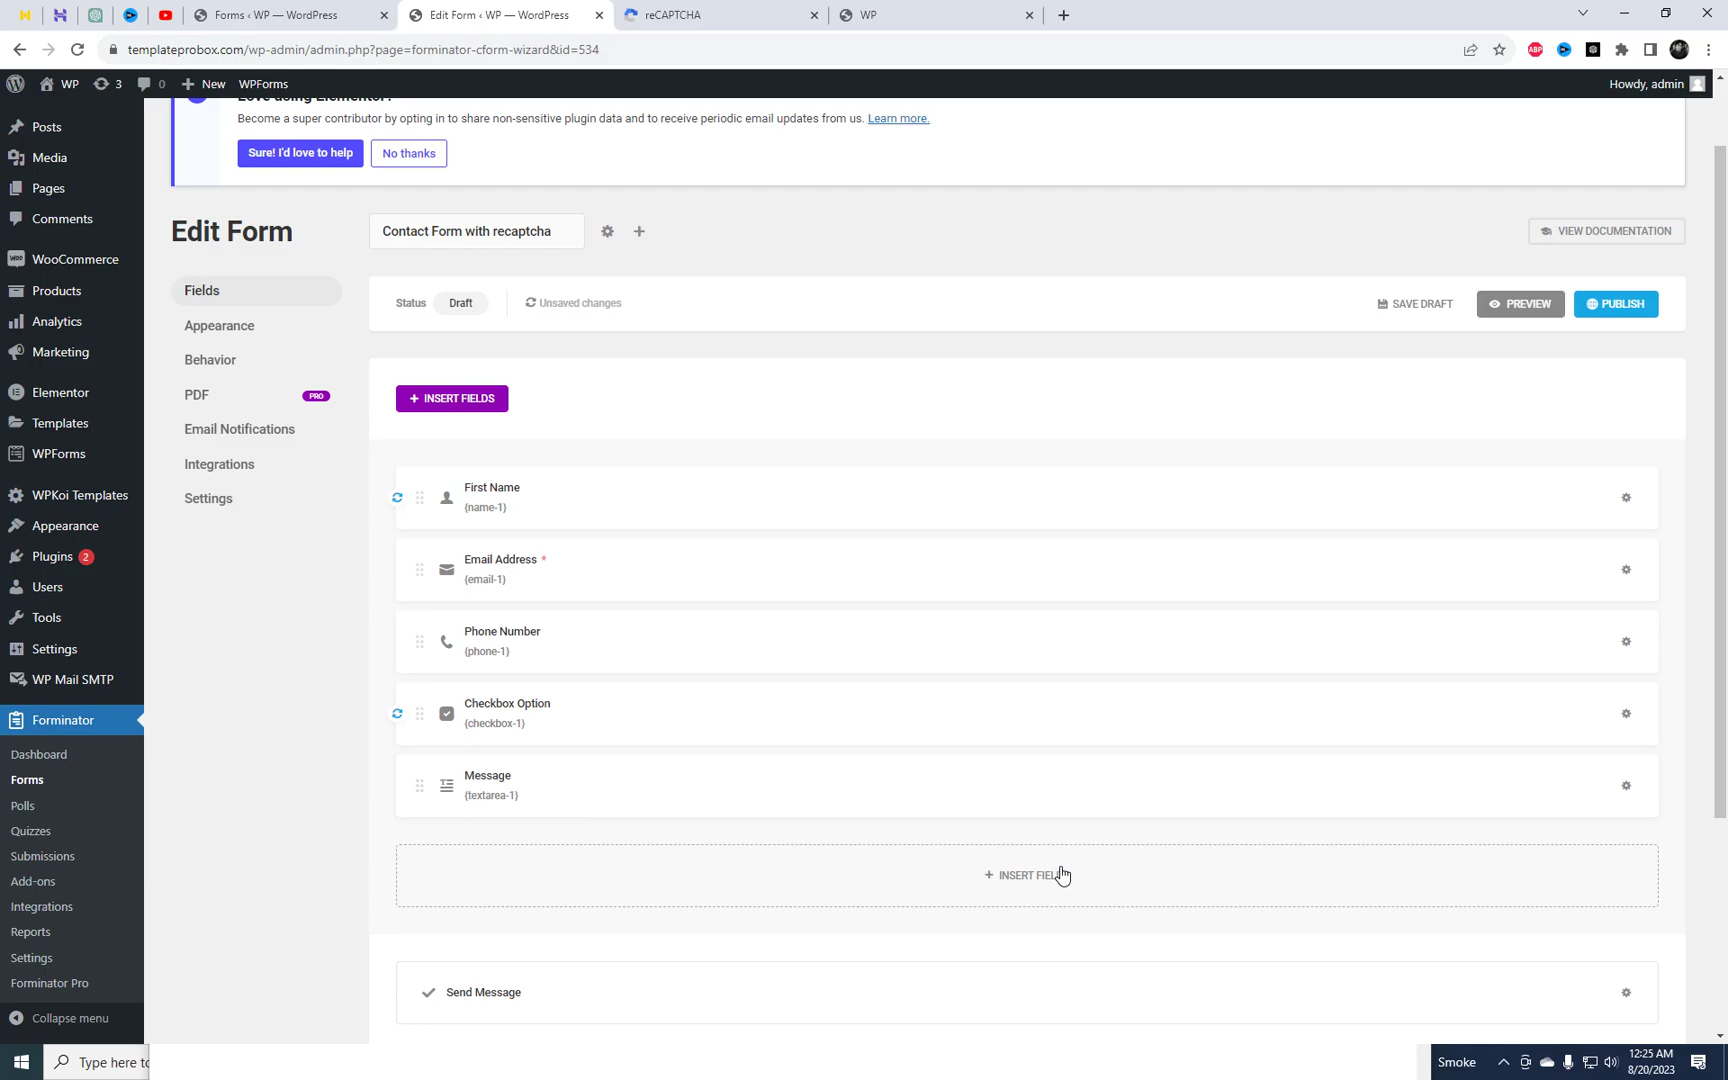 Forms ‹ WP — WordPress
Edit Form ‹ WP — WordPress
reCAPTCHA
WP
templateprobox.com/wp-admin/admin.php?page=forminator-cform-wizard&id=534
ABP
WP
3
0
New
WPForms
Howdy, admin
Love using Elementor?
Become a super contributor by opting in to share non-sensitive plugin data and to receive periodic email updates from us. Learn more.
Sure! I'd love to help
No thanks
Posts
Media
Pages
Comments
WooCommerce
Products
Analytics
Marketing
Elementor
Templates
WPForms
WPKoi Templates
Appearance
Plugins 2
Users
Tools
Settings
WP Mail SMTP
Forminator
Dashboard
Forms
Polls
Quizzes
Submissions
Add-ons
Integrations
Reports
Settings
Forminator Pro
Collapse menu
Edit Form
Contact Form with recaptcha
VIEW DOCUMENTATION
Fields
Appearance
Behavior
PDF PRO
Email Notifications
Integrations
Settings
Status Draft
Unsaved changes
SAVE DRAFT
PREVIEW
PUBLISH
+ INSERT FIELDS
First Name
{name-1}
Email Address *
{email-1}
Phone Number
{phone-1}
Checkbox Option
{checkbox-1}
Message
{textarea-1}
+ INSERT
Send Message
Type here to
Smoke
12:25 AM
8/20/2023